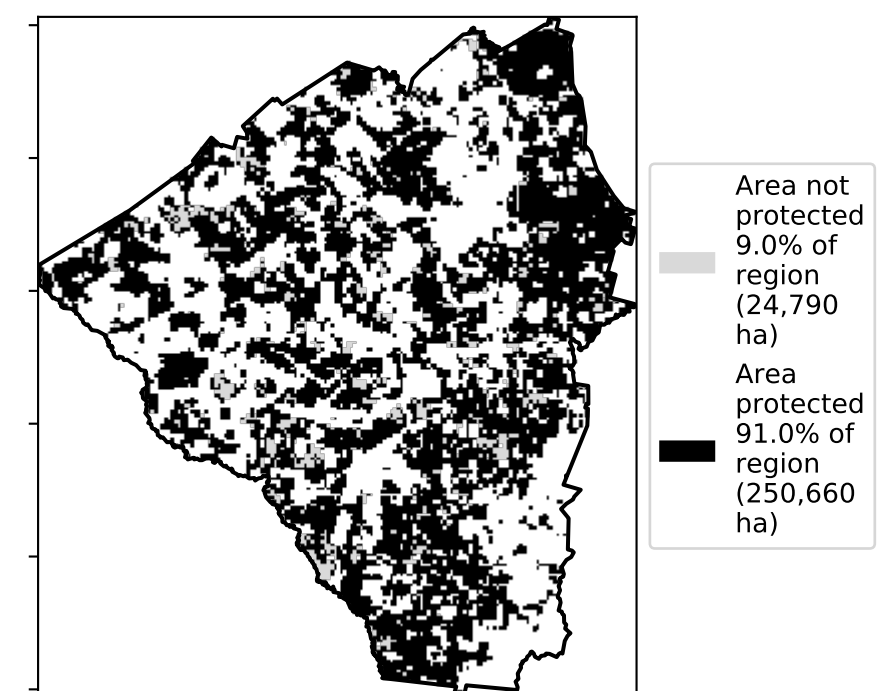 Area not
protected
9.0% of
region
(24,790
ha)
Area
protected
91.0% of
region
(250,660
ha)